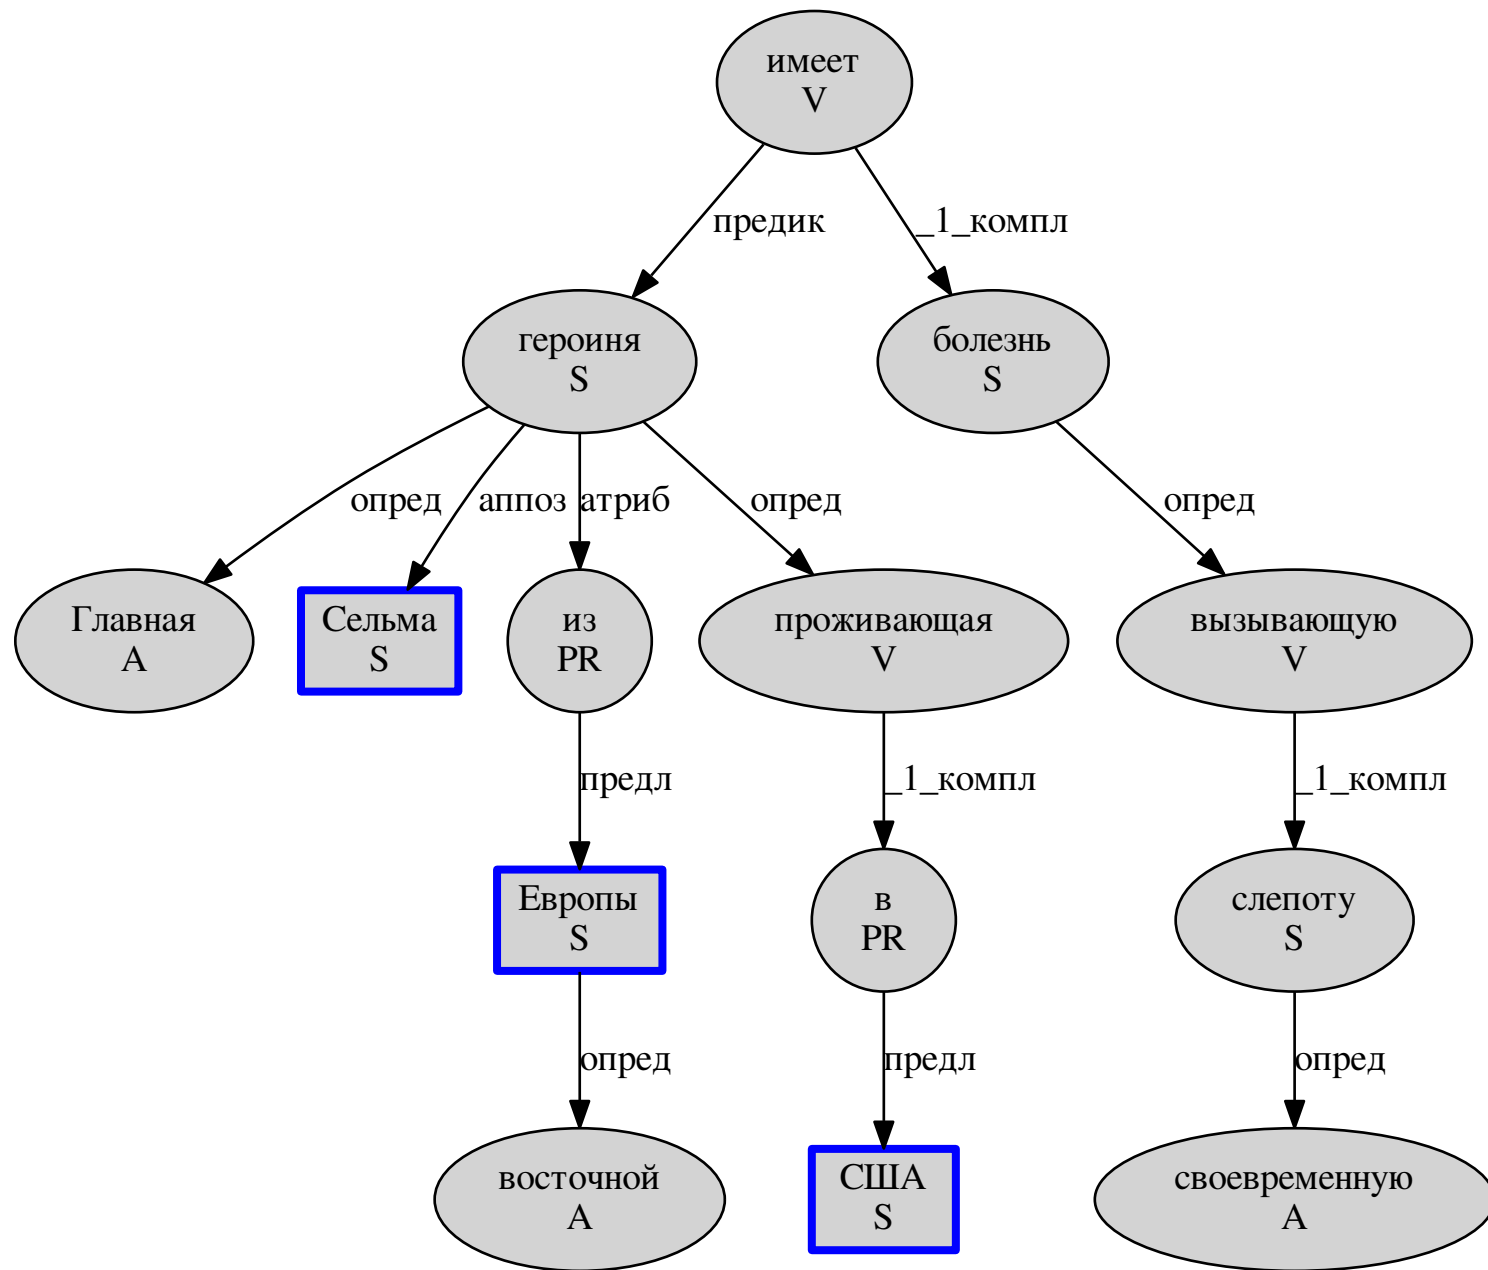 имеет
V
предик
_1_компл
героиня
S
болезнь
S
опред
аппоз
атриб
опред
опред
Главная
A
Сельма
S
из
PR
проживающая
V
вызывающую
V
предл
_1_компл
_1_компл
Европы
S
в
PR
слепоту
S
опред
предл
опред
восточной
A
США
S
своевременную
A